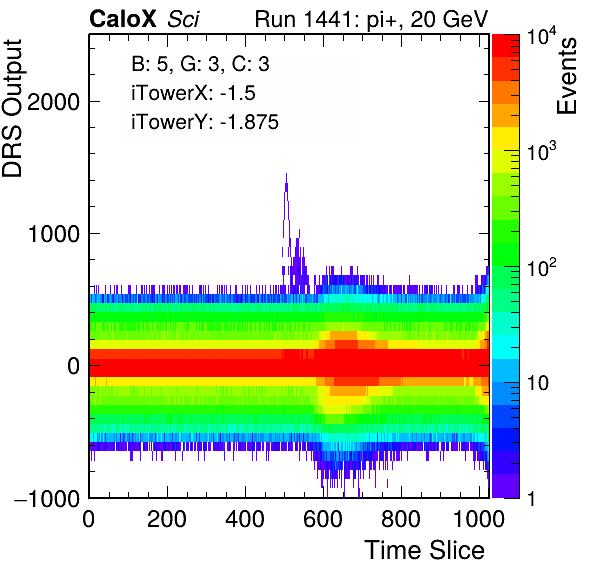 CaloX Sci Run 1441: pi+, 20 GeV
B: 5, G: 3, C: 3
iTowerX: -1.5
iTowerY: -1.875
DRS Output
2000
1000
0
−1000
0 200 400 600 800 1000
Time Slice
Events
10^4
10^3
10^2
10
1